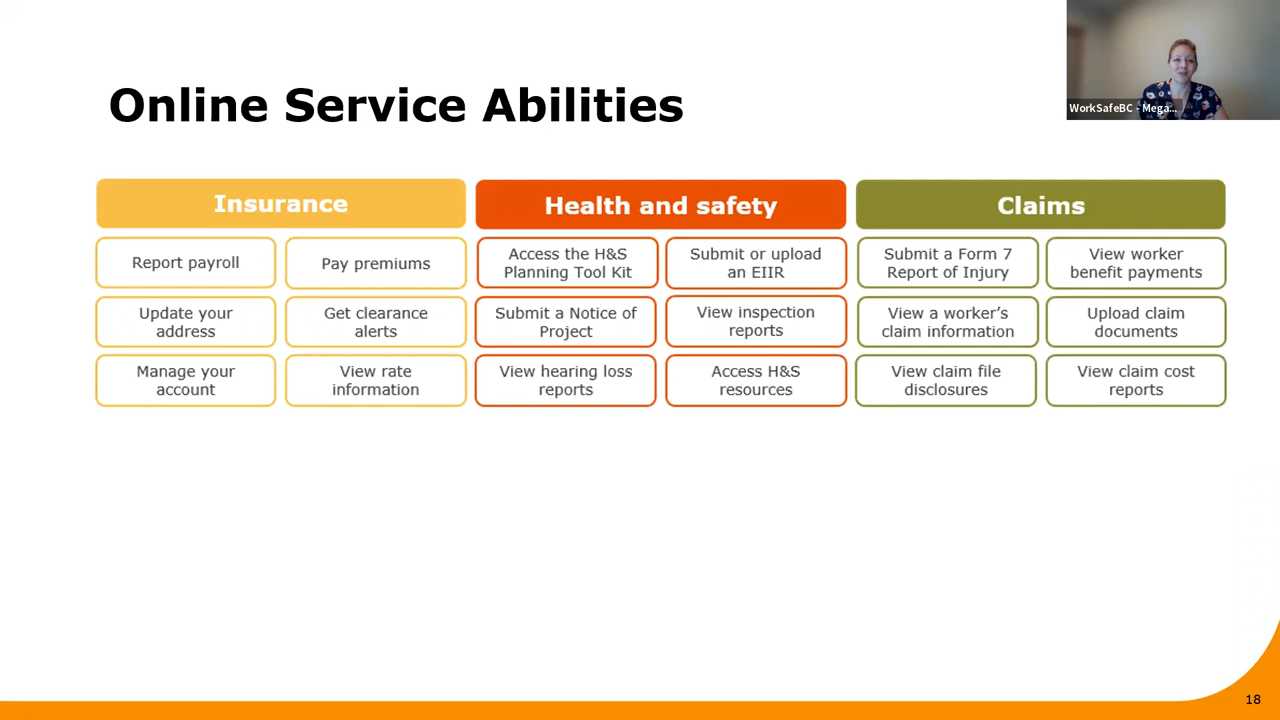 Online Service Abilities
WorkSafeBC - Mega...
Insurance
Report payroll
Pay premiums
Update your
address
Get clearance
alerts
Manage your
account
View rate
information
Health and safety
Access the H&S
Planning Tool Kit
Submit or upload
an EIIR
Submit a Notice of
Project
View inspection
reports
View hearing loss
reports
Access H&S
resources
Claims
Submit a Form 7
Report of Injury
View worker
benefit payments
View a worker's
claim information
Upload claim
documents
View claim file
disclosures
View claim cost
reports
18